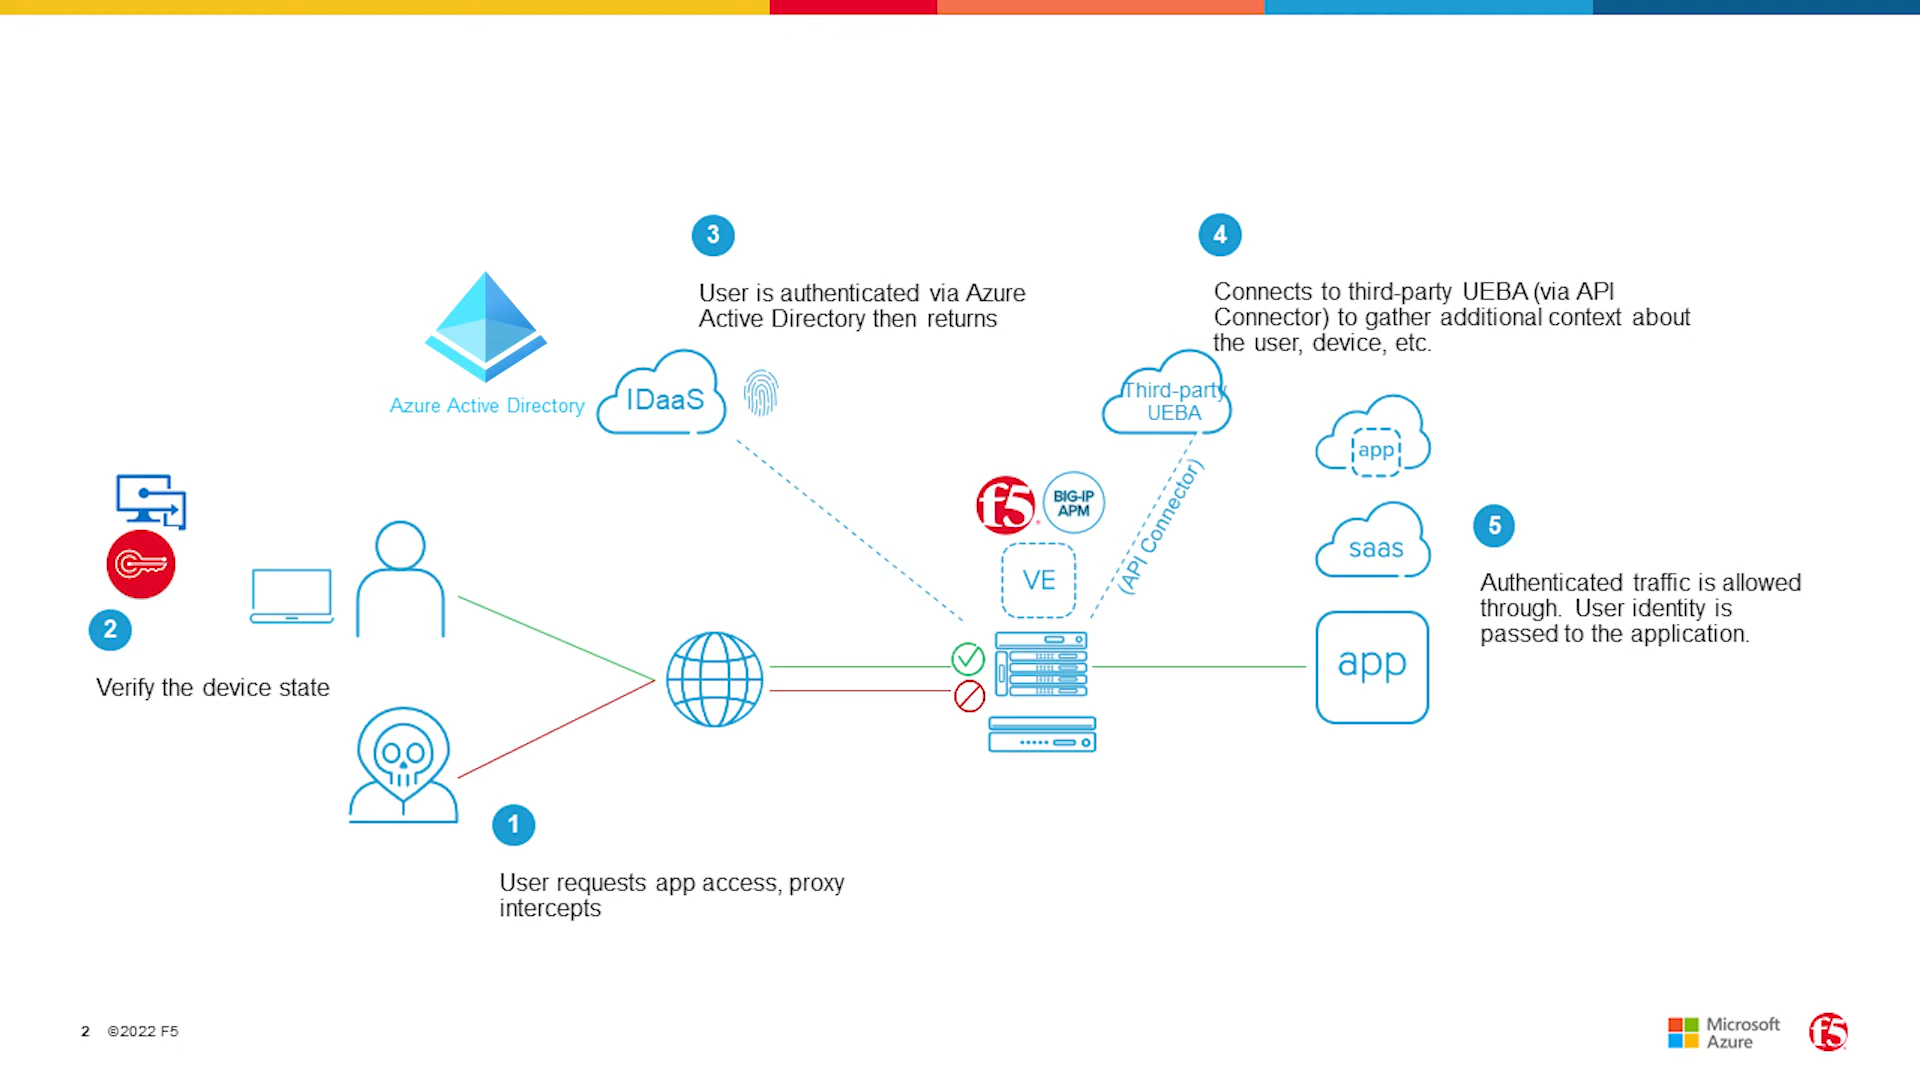 3
User is authenticated via Azure
Active Directory then returns
4
Connects to third-party UEBA (via API
Connector) to gather additional context about
the user, device, etc.
Azure Active Directory
IDaaS
Third-party
UEBA
app
f5
BIG-IP
APM
(API Connector)
VE
saas
5
Authenticated traffic is allowed
through. User identity is
passed to the application.
app
2
Verify the device state
1
User requests app access, proxy
intercepts
2 ©2022 F5
Microsoft
Azure
f5